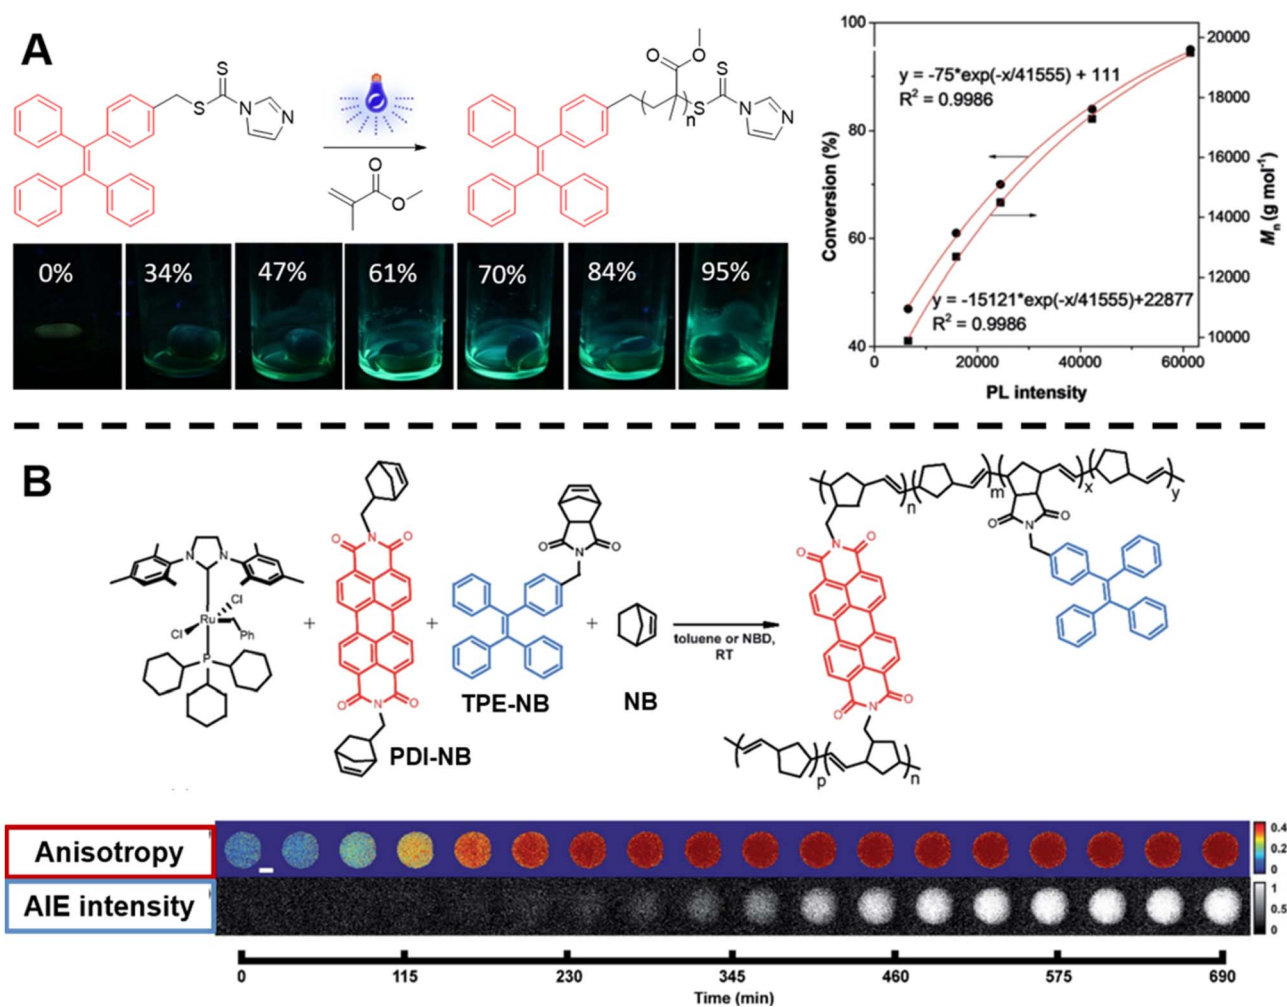 A
S
S
N
N
O
O
O
O
n
S
S
N
N
0%
34%
47%
61%
70%
84%
95%
100
80
60
40
Conversion (%)
y = -75*exp(-x/41555) + 111
R² = 0.9986
y = -15121*exp(-x/41555)+22877
R² = 0.9986
20000
18000
16000
14000
12000
10000
Mn (g mol⁻¹)
0
20000
40000
60000
PL intensity
B
N
N
Cl
Ru
Cl
Ph
P
+
O
N
O
O
N
O
PDI-NB
+
O
N
O
TPE-NB
+
NB
toluene or NBD,
RT
n
m
x
y
O
N
O
O
N
O
O
N
O
p
n
Anisotropy
0.4
0.2
0
AIE intensity
1
0.5
0
0
115
230
345
460
575
690
Time (min)